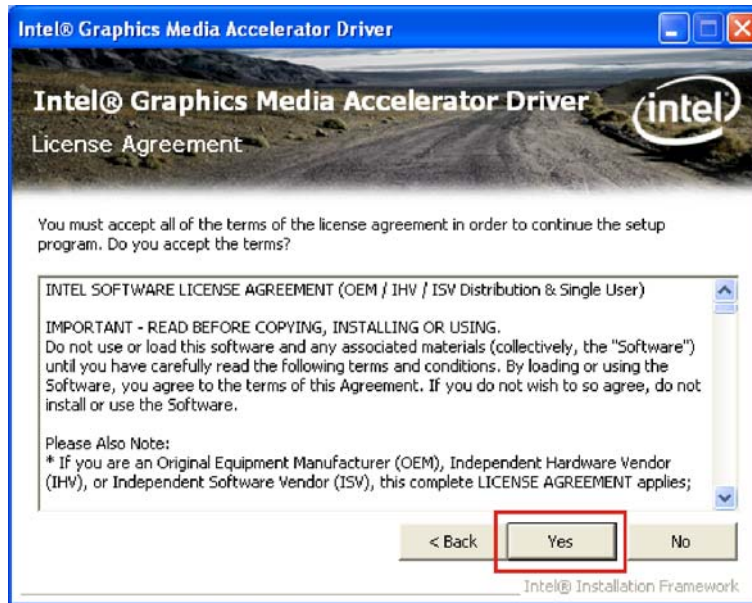 Intel® Graphics Media Accelerator Driver
Intel® Graphics Media Accelerator Driver
intel
License Agreement
You must accept all of the terms of the license agreement in order to continue the setup
program. Do you accept the terms?
INTEL SOFTWARE LICENSE AGREEMENT (OEM / IHV / ISV Distribution & Single User)
IMPORTANT - READ BEFORE COPYING, INSTALLING OR USING.
Do not use or load this software and any associated materials (collectively, the "Software")
until you have carefully read the following terms and conditions. By loading or using the
Software, you agree to the terms of this Agreement. If you do not wish to so agree, do not
install or use the Software.
Please Also Note:
* If you are an Original Equipment Manufacturer (OEM), Independent Hardware Vendor
(IHV), or Independent Software Vendor (ISV), this complete LICENSE AGREEMENT applies;
< Back Yes No
Intel® Installation Framework